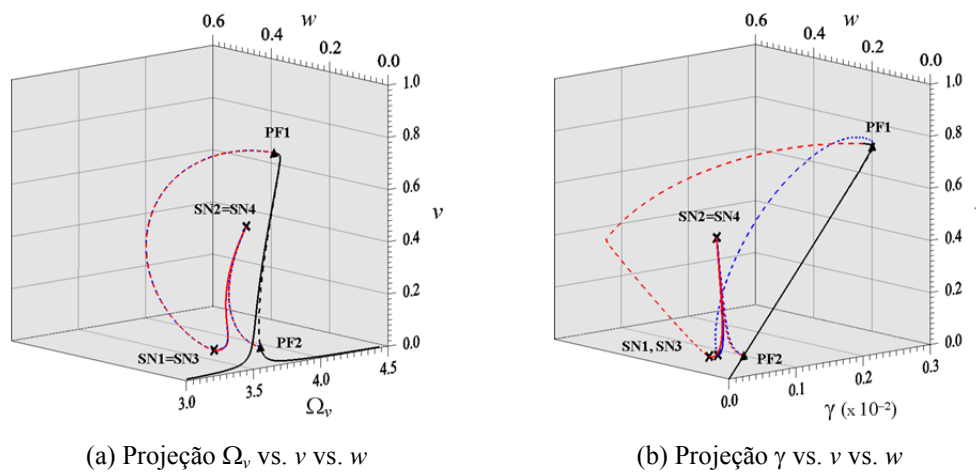 w
0.6
0.4
0.2
0.0
1.0
0.8
0.6
0.4
0.2
0.0
v
PF1
SN2=SN4
SN1=SN3
PF2
3.0
3.5
4.0
4.5
Ωv
(a) Projeção Ωv vs. v vs. w
w
0.6
0.4
0.2
0.0
1.0
0.8
0.6
0.4
0.2
0.0
PF1
SN2=SN4
SN1, SN3
PF2
0.0
0.1
0.2
0.3
γ (x 10⁻²)
(b) Projeção γ vs. v vs. w